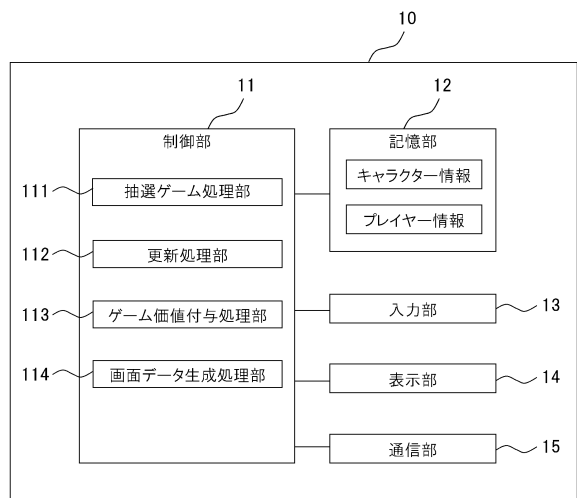 10
11
制御部
111
抽選ゲーム処理部
112
更新処理部
113
ゲーム価値付与処理部
114
画面データ生成処理部
12
記憶部
キャラクター情報
プレイヤー情報
入力部
13
表示部
14
通信部
15